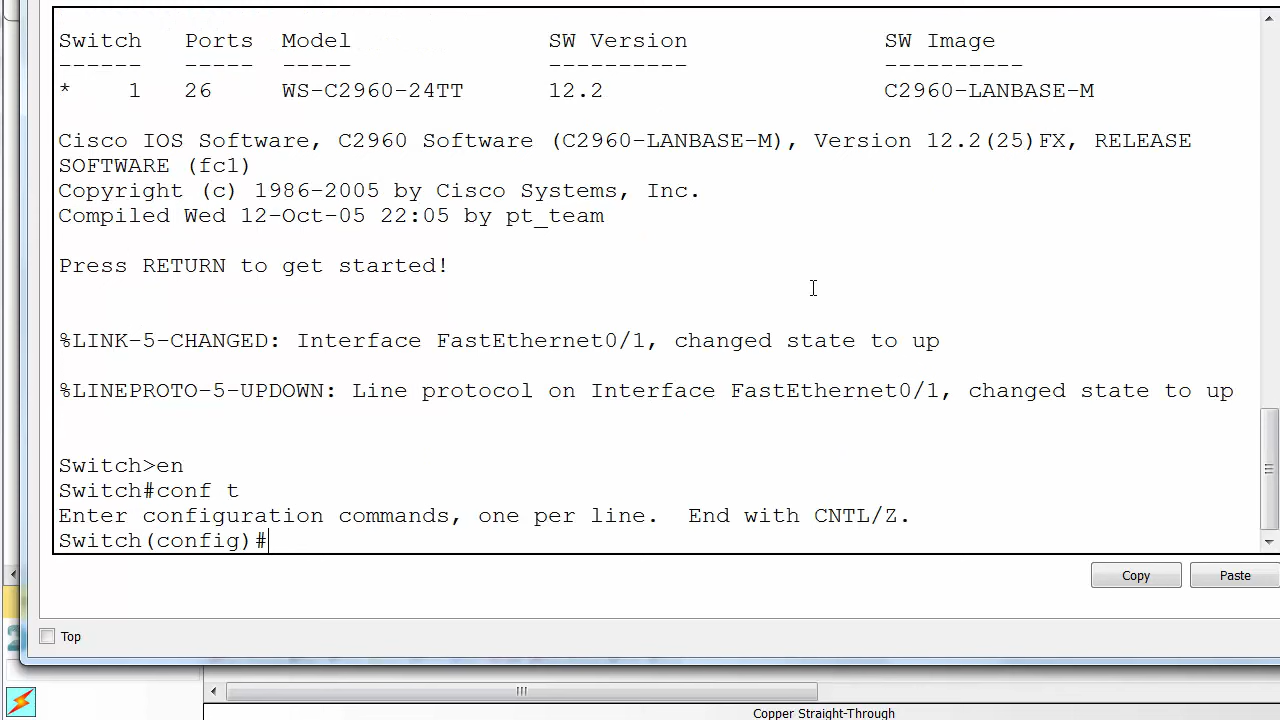 Switch   Ports  Model              SW Version              SW Image
------   -----  -----              ----------              ----------
*    1   26     WS-C2960-24TT      12.2                    C2960-LANBASE-M
Cisco IOS Software, C2960 Software (C2960-LANBASE-M), Version 12.2(25)FX, RELEASE
SOFTWARE (fc1)
Copyright (c) 1986-2005 by Cisco Systems, Inc.
Compiled Wed 12-Oct-05 22:05 by pt_team
Press RETURN to get started!
%LINK-5-CHANGED: Interface FastEthernet0/1, changed state to up
%LINEPROTO-5-UPDOWN: Line protocol on Interface FastEthernet0/1, changed state to up
Switch>en
Switch#conf t
Enter configuration commands, one per line.  End with CNTL/Z.
Switch(config)#
Copy
Paste
Top
Copper Straight-Through